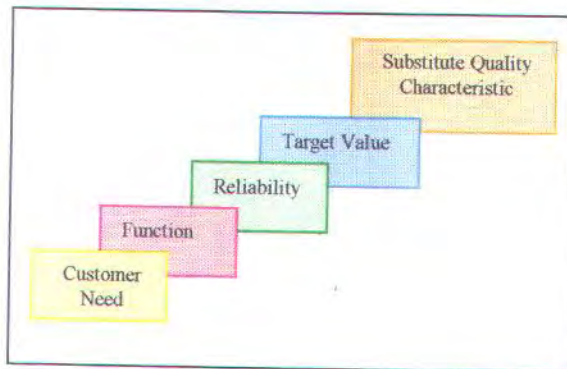 Substitute Quality
Characteristic
Target Value
Reliability
Function
Customer
Need